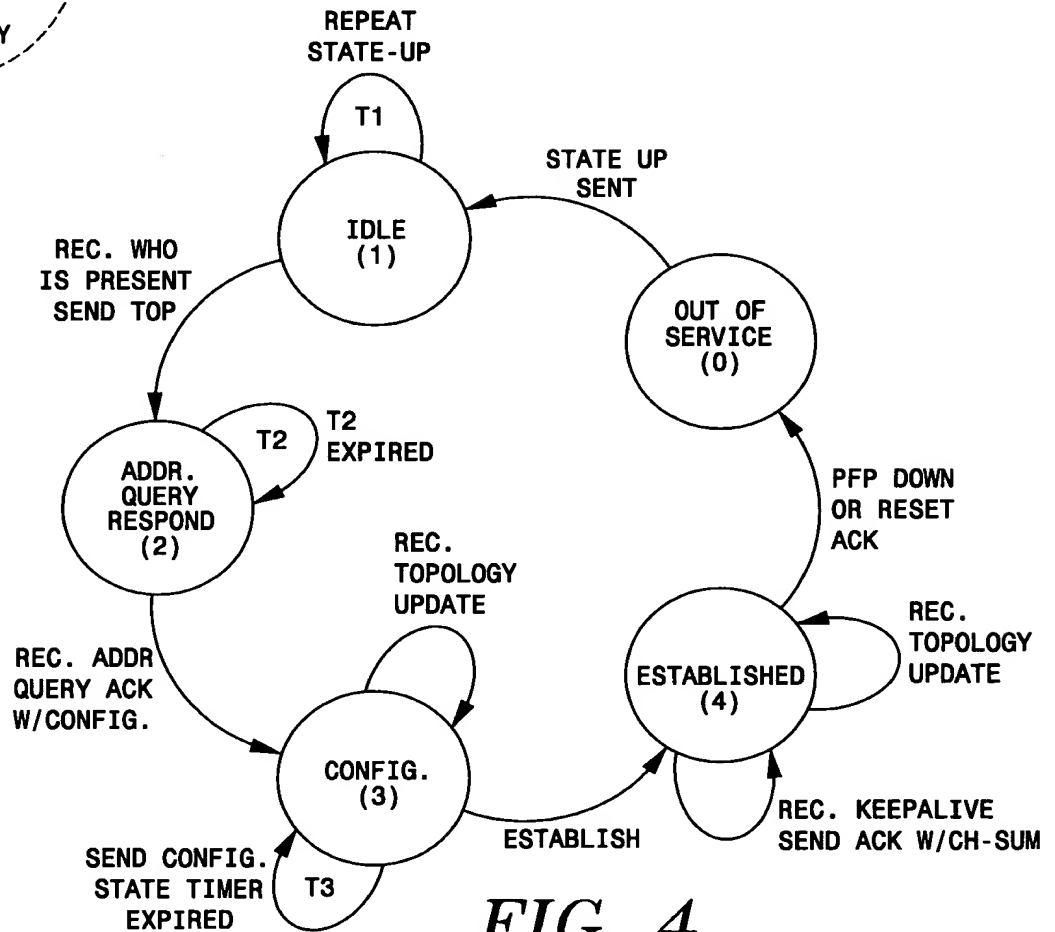 Y
REPEAT
STATE-UP
T1
IDLE
(1)
STATE UP
SENT
OUT OF
SERVICE
(0)
REC. WHO
IS PRESENT
SEND TOP
ADDR.
QUERY
RESPOND
(2)
T2
T2
EXPIRED
REC. ADDR
QUERY ACK
W/CONFIG.
REC.
TOPOLOGY
UPDATE
CONFIG.
(3)
SEND CONFIG.
STATE TIMER
EXPIRED
T3
ESTABLISH
ESTABLISHED
(4)
PFP DOWN
OR RESET
ACK
REC.
TOPOLOGY
UPDATE
REC. KEEPALIVE
SEND ACK W/CH-SUM
FIG. 4